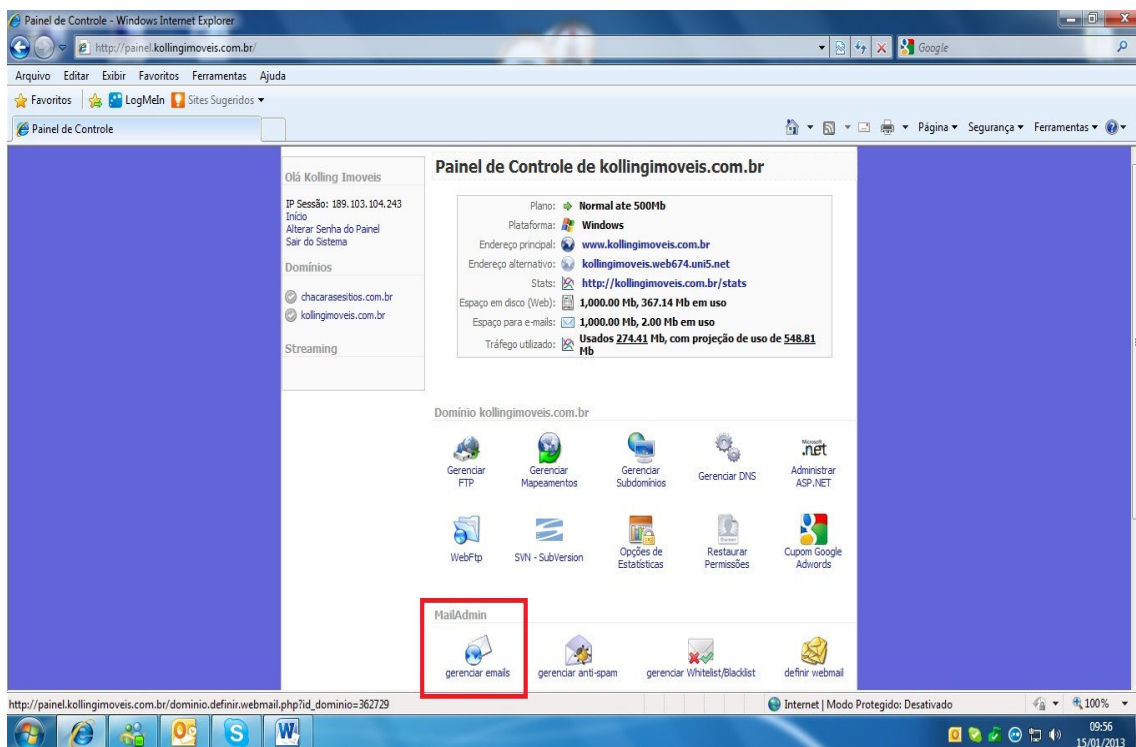 Painel de Controle - Windows Internet Explorer
http://painel.kollingimoveis.com.br/
Google
Arquivo Editar Exibir Favoritos Ferramentas Ajuda
Favoritos LogMeIn Sites Sugeridos
Painel de Controle
Página Segurança Ferramentas
Olá Kolling Imoveis
IP Sessão: 189.103.104.243
Início
Alterar Senha do Painel
Sair do Sistema
Domínios
chacarasesitios.com.br
kollingimoveis.com.br
Streaming
Painel de Controle de kollingimoveis.com.br
Plano: Normal ate 500Mb
Plataforma: Windows
Endereço principal: www.kollingimoveis.com.br
Endereço alternativo: kollingimoveis.web674.uni5.net
Stats: http://kollingimoveis.com.br/stats
Espaço em disco (Web): 1,000.00 Mb, 367.14 Mb em uso
Espaço para e-mails: 1,000.00 Mb, 2.00 Mb em uso
Tráfego utilizado: Usados 274.41 Mb, com projeção de uso de 548.81
Mb
Domínio kollingimoveis.com.br
Microsoft
.net
Gerenciar Gerenciar Gerenciar Gerenciar DNS Administrar
FTP Mapeamentos Subdomínios ASP.NET
WebFtp SVN - SubVersion Opções de Restaurar Cupom Google
Estatísticas Permissões Adwords
MailAdmin
gerenciar emails gerenciar anti-spam gerenciar Whitelist/Blacklist definir webmail
http://painel.kollingimoveis.com.br/dominio.definir.webmail.php?id_dominio=362729
Internet | Modo Protegido: Desativado
100%
09:56
15/01/2013